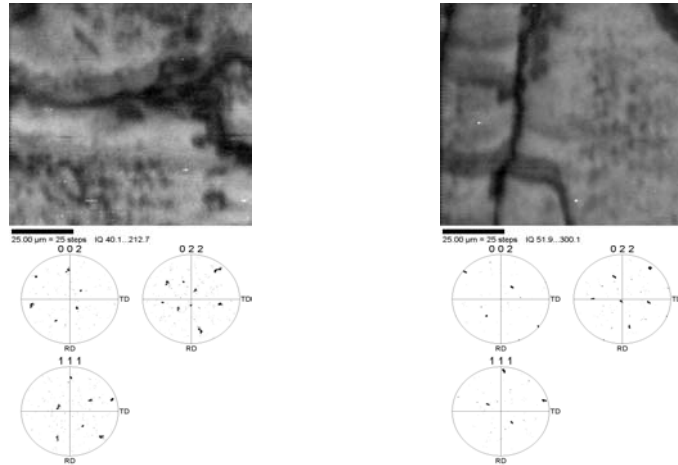 25.00 µm = 25 steps IQ 40.1...212.7
0 0 2
0 2 2
TD
TD
RD
RD
1 1 1
TD
RD
25.00 µm = 25 steps IQ 51.9...300.1
0 0 2
0 2 2
TD
RD
RD
1 1 1
TD
RD